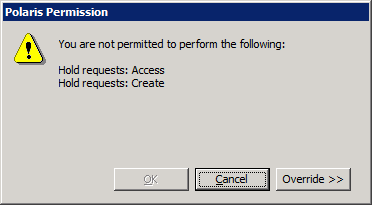 Polaris Permission
You are not permitted to perform the following:
Hold requests: Access
Hold requests: Create
OK
Cancel
Override >>